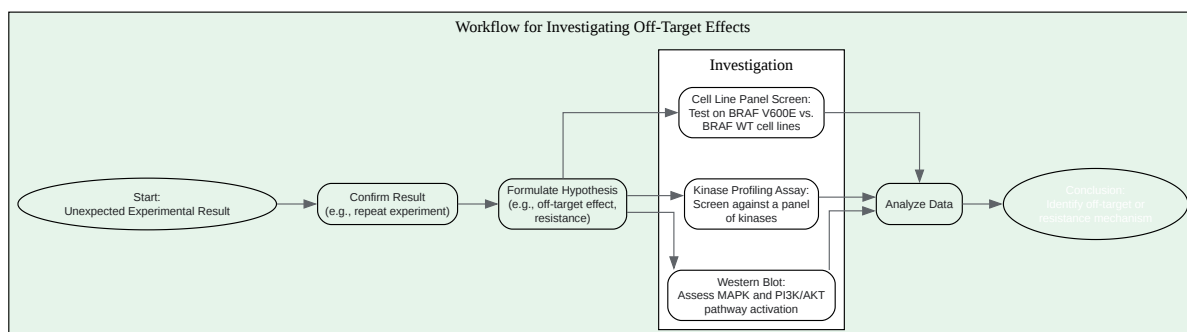 Workflow for Investigating Off-Target Effects
Investigation
Start:
Unexpected Experimental Result
Confirm Result
(e.g., repeat experiment)
Formulate Hypothesis
(e.g., off-target effect,
resistance)
Cell Line Panel Screen:
Test on BRAF V600E vs.
BRAF WT cell lines
Kinase Profiling Assay:
Screen against a panel
of kinases
Western Blot:
Assess MAPK and PI3K/AKT
pathway activation
Analyze Data
Conclusion:
Identify off-target or
resistance mechanism